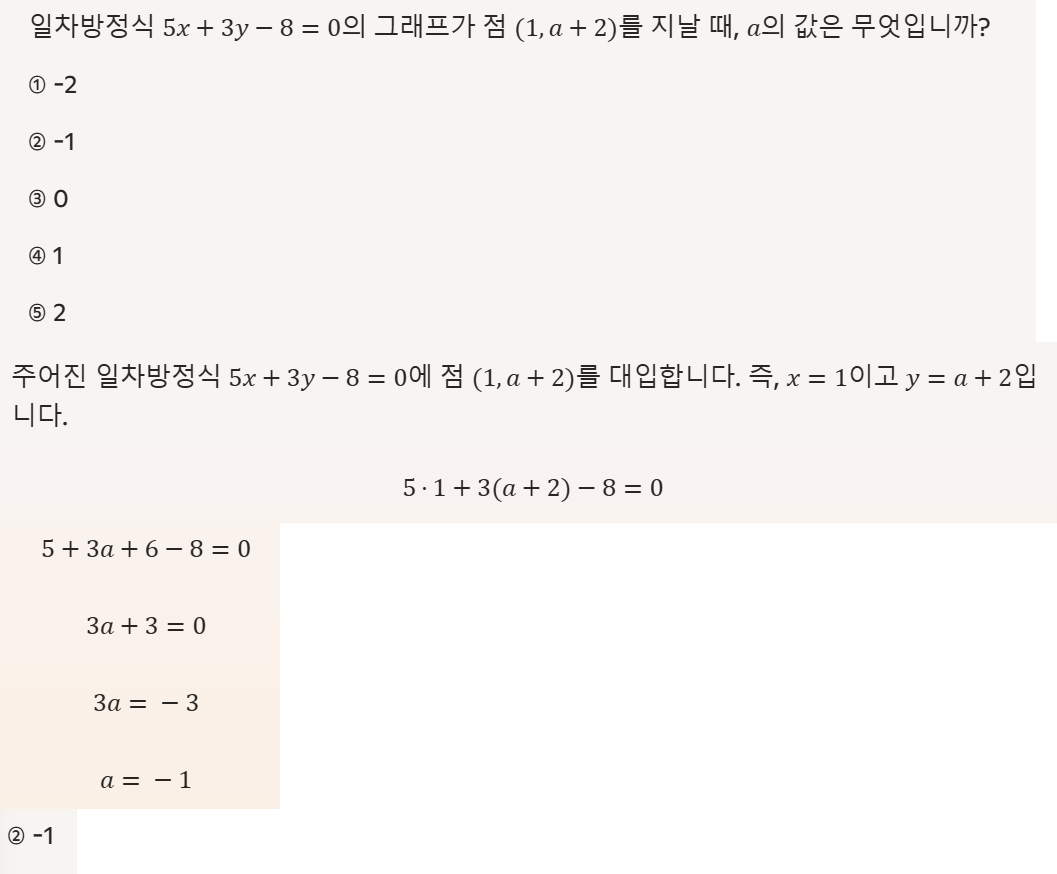 일차방정식 5x + 3y − 8 = 0의 그래프가 점 (1, a + 2)를 지날 때, a의 값은 무엇입니까?
① -2
② -1
③ 0
④ 1
⑤ 2
주어진 일차방정식 5x + 3y − 8 = 0에 점 (1, a + 2)를 대입합니다. 즉, x = 1이고 y = a + 2입
니다.
5 · 1 + 3(a + 2) − 8 = 0
5 + 3a + 6 − 8 = 0
3a + 3 = 0
3a = − 3
a = − 1
② -1